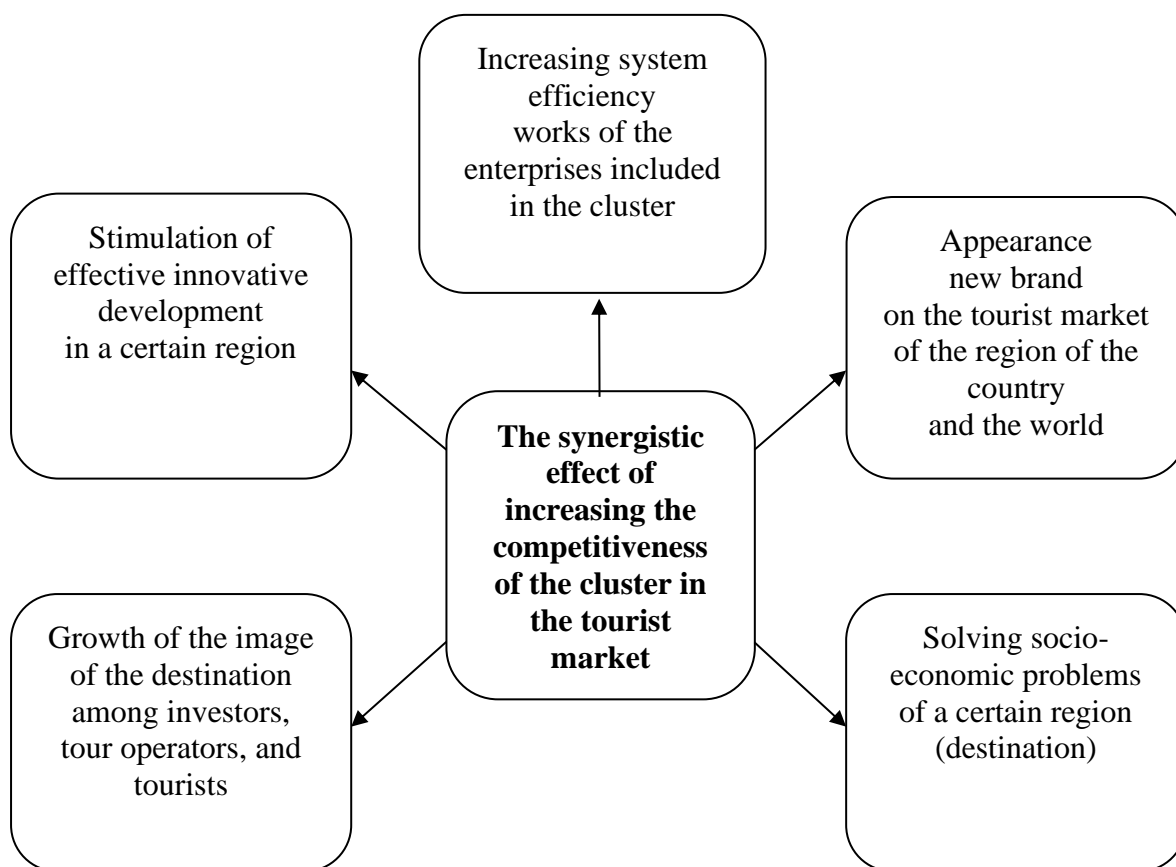 Increasing system
efficiency
works of the
enterprises included
in the cluster
Stimulation of
effective innovative
development
in a certain region
Appearance
new brand
on the tourist market
of the region of the
country
and the world
The synergistic
effect of
increasing the
competitiveness
of the cluster in
the tourist
market
Growth of the image
of the destination
among investors,
tour operators, and
tourists
Solving socio-
economic problems
of a certain region
(destination)